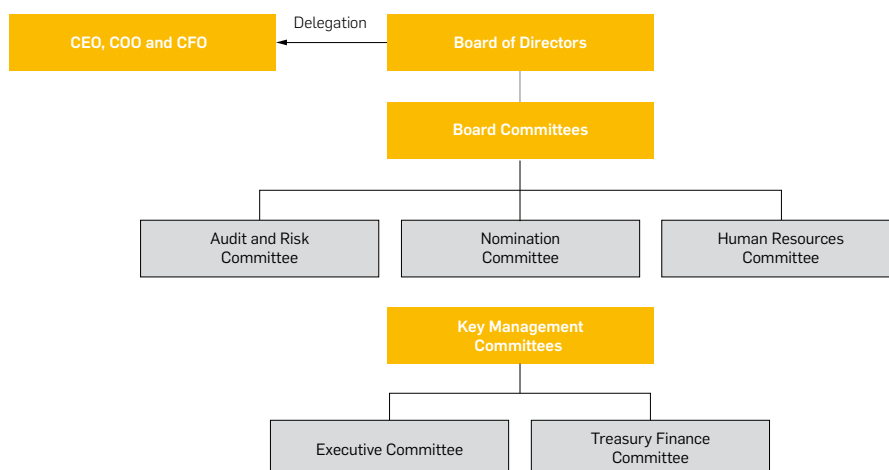 Delegation
CEO, COO and CFO
Board of Directors
Board Committees
Audit and Risk
Committee
Nomination
Committee
Human Resources
Committee
Key Management
Committees
Executive Committee
Treasury Finance
Committee